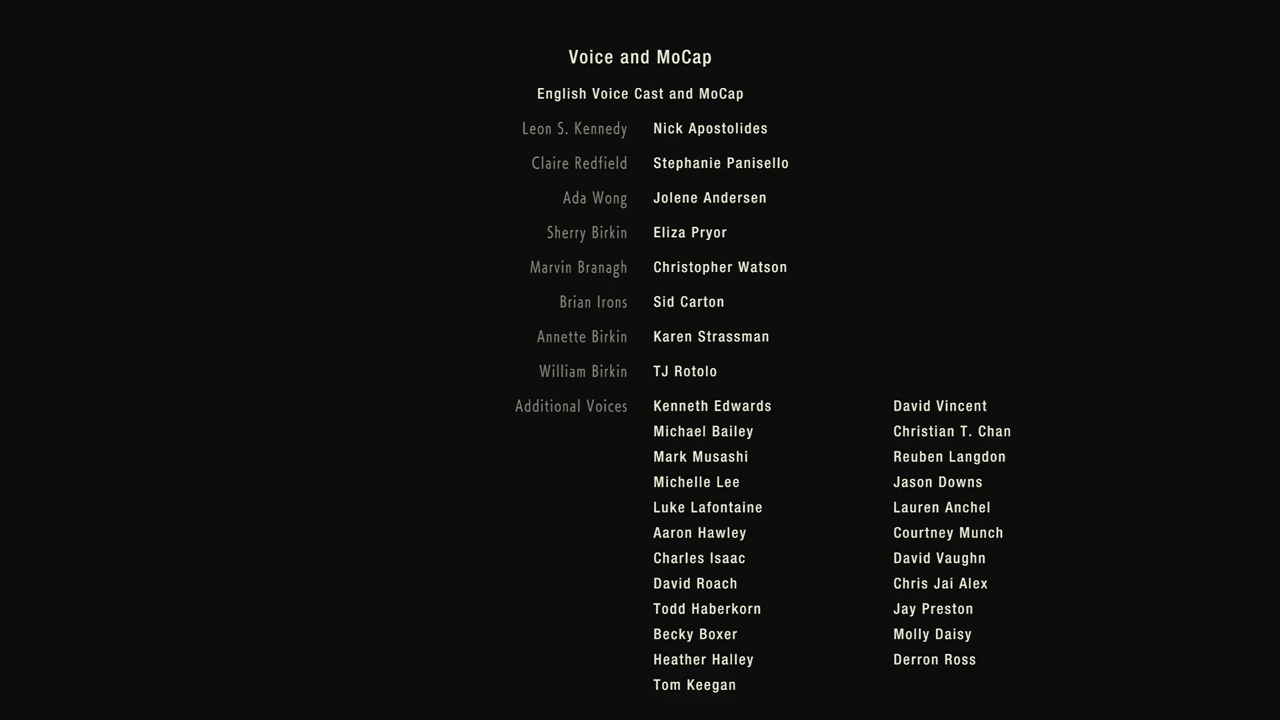 Voice and MoCap
English Voice Cast and MoCap
Leon S. Kennedy Nick Apostolides
Claire Redfield Stephanie Panisello
Ada Wong Jolene Andersen
Sherry Birkin Eliza Pryor
Marvin Branagh Christopher Watson
Brian Irons Sid Carton
Annette Birkin Karen Strassman
William Birkin TJ Rotolo
Additional Voices Kenneth Edwards David Vincent
Michael Bailey Christian T. Chan
Mark Musashi Reuben Langdon
Michelle Lee Jason Downs
Luke Lafontaine Lauren Anchel
Aaron Hawley Courtney Munch
Charles Isaac David Vaughn
David Roach Chris Jai Alex
Todd Haberkorn Jay Preston
Becky Boxer Molly Daisy
Heather Halley Derron Ross
Tom Keegan